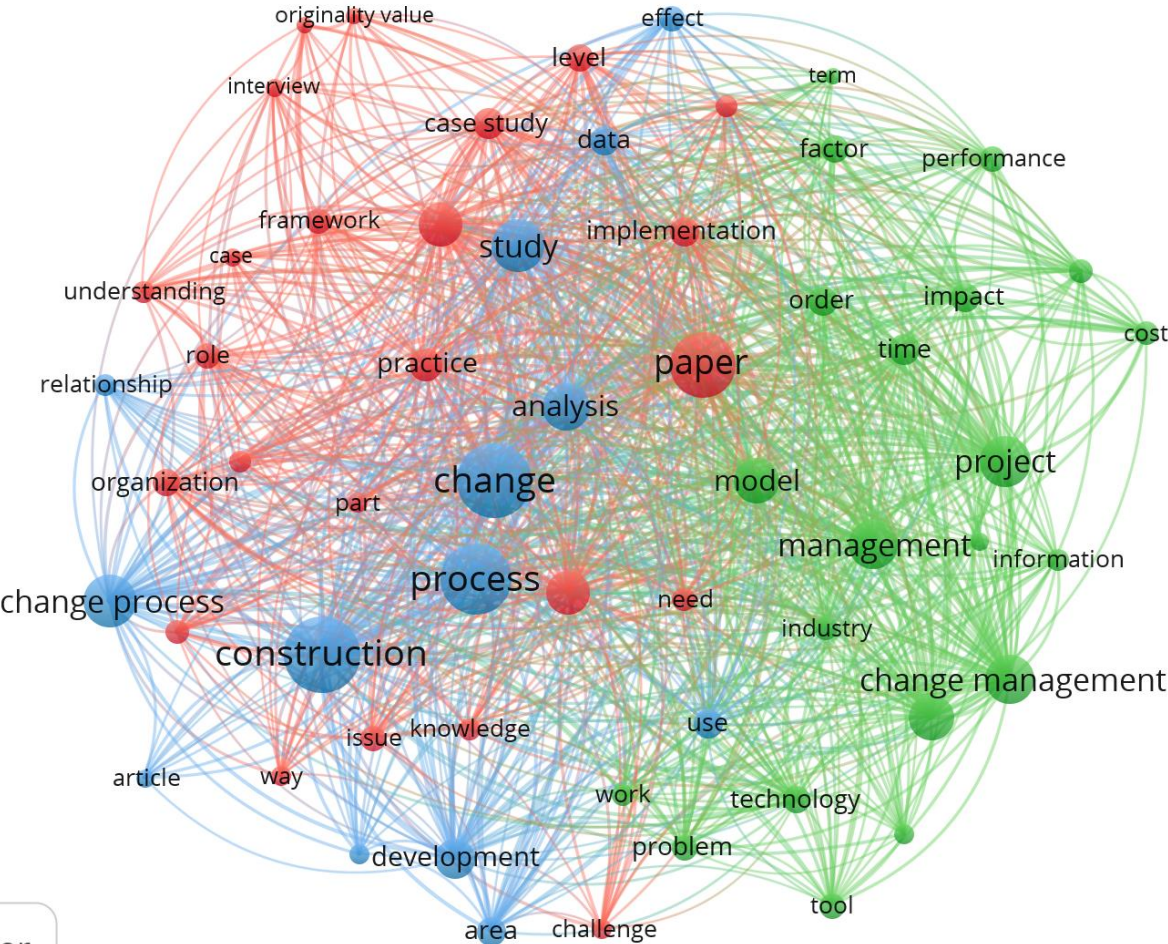 originality value
effect
level
term
interview
case study
data
factor
performance
framework
study
implementation
case
understanding
order
impact
cost
role
practice
paper
time
relationship
analysis
organization
change
model
project
part
management
information
process
change process
need
construction
industry
change management
issue
knowledge
use
article
way
work
technology
development
problem
tool
area
challenge